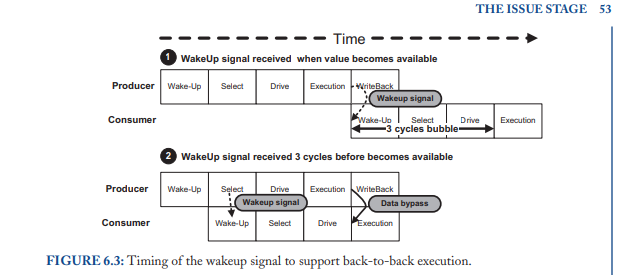 THE ISSUE STAGE 53
Time
1 WakeUp signal received when value becomes available
Producer Wake-Up Select Drive Execution WriteBack
Wakeup signal
Consumer Wake-Up Select Drive Execution
3 cycles bubble
2 WakeUp signal received 3 cycles before becomes available
Producer Wake-Up Select Drive Execution WriteBack
Wakeup signal Data bypass
Consumer Wake-Up Select Drive Execution
FIGURE 6.3: Timing of the wakeup signal to support back-to-back execution.